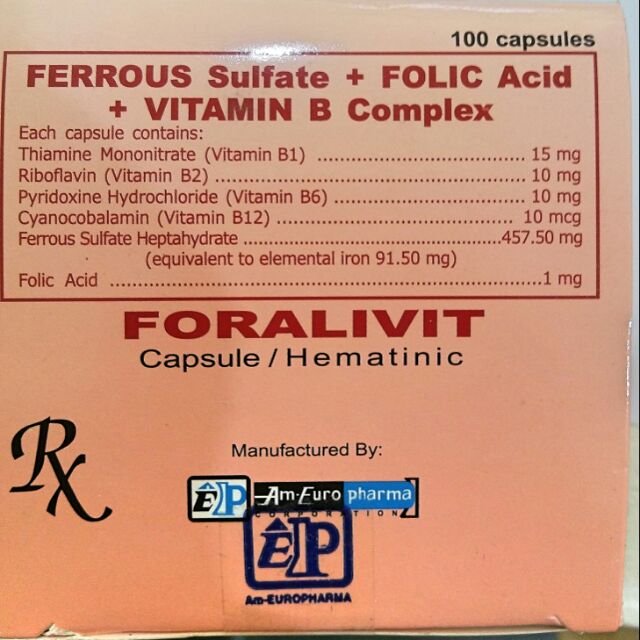 100 capsules
FERROUS Sulfate + FOLIC Acid
+ VITAMIN B Complex
Each capsule contains:
Thiamine Mononitrate (Vitamin B1) ................................ 15 mg
Riboflavin (Vitamin B2) ................................................ 10 mg
Pyridoxine Hydrochloride (Vitamin B6) ............................. 10 mg
Cyanocobalamin (Vitamin B12) .................................... 10 mcg
Ferrous Sulfate Heptahydrate ........................................457.50 mg
(equivalent to elemental iron 91.50 mg)
Folic Acid ..................................................................1 mg
FORALIVIT
Capsule / Hematinic
Rx
Manufactured By:
ÊP Am-Euro pharma
CORPORATION
ÊP
Am-EUROPHARMA